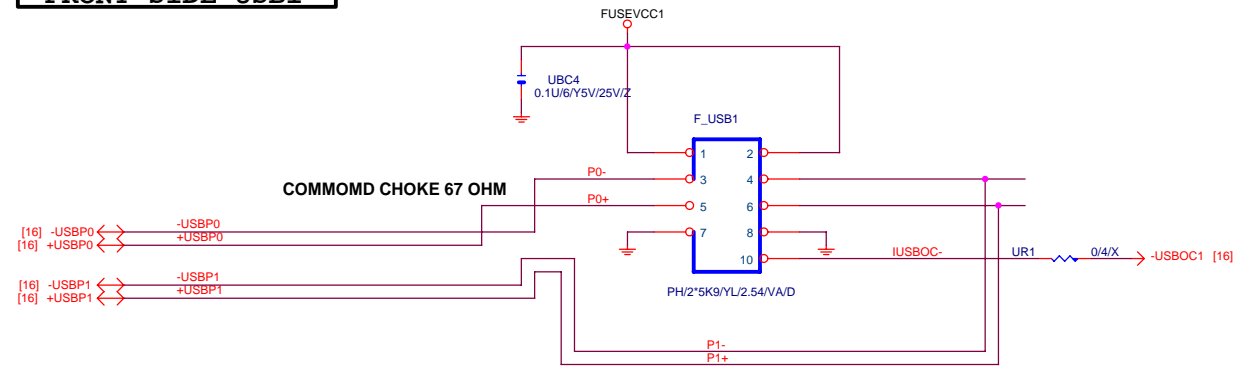 FRONT SIDE USB1
FUSEVCC1
UBC4
0.1U/6/Y5V/25V/Z
F_USB1
1 2
P0- 3 4
COMMOMD CHOKE 67 OHM
P0+ 5 6
[16] -USBP0 -USBP0
[16] +USBP0 +USBP0
7 8
10 IUSBOC- UR1 0/4/X -USBOC1 [16]
[16] -USBP1 -USBP1
[16] +USBP1 +USBP1
PH/2*5K9/YL/2.54/VA/D
P1-
P1+